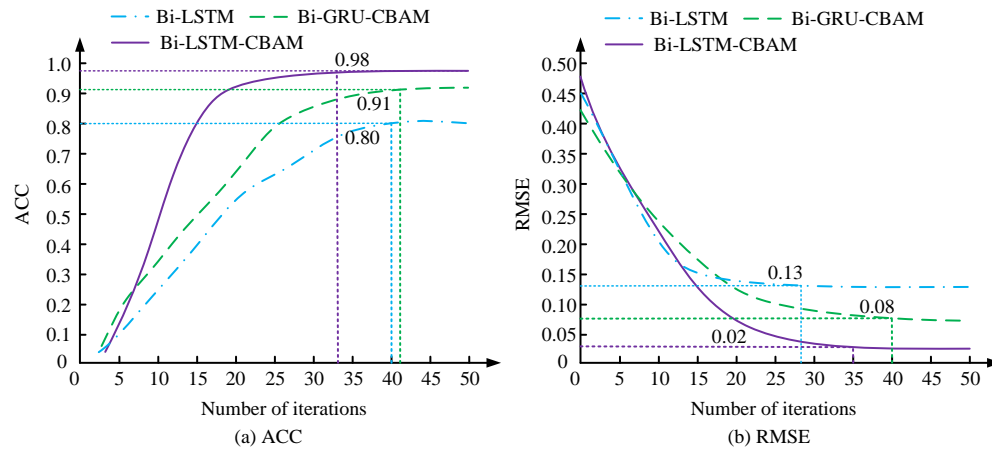 Bi-LSTM
Bi-GRU-CBAM
Bi-LSTM-CBAM
1.0
0.9
0.8
0.7
0.6
0.5
0.4
0.3
0.2
0.1
0
ACC
0.98
0.91
0.80
5 10 15 20 25 30 35 40 45 50
Number of iterations
(a) ACC
Bi-LSTM
Bi-GRU-CBAM
Bi-LSTM-CBAM
0.50
0.45
0.40
0.35
0.30
0.25
0.20
0.15
0.10
0.05
0
RMSE
0.13
0.08
0.02
0 5 10 15 20 25 30 35 40 45 50
Number of iterations
(b) RMSE